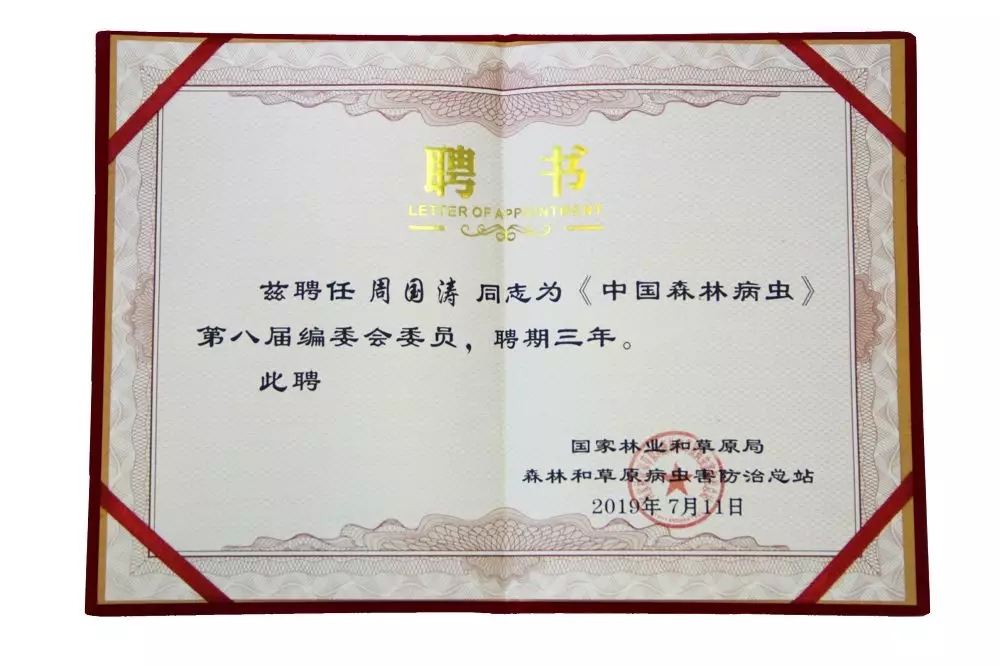 聘 书
LETTER OF APPOINTMENT
兹聘任 周国涛 同志为《中国森林病虫》
第八届编委会委员，聘期三年。
此聘
国家林业和草原局
森林和草原病虫害防治总站
2019年7月11日